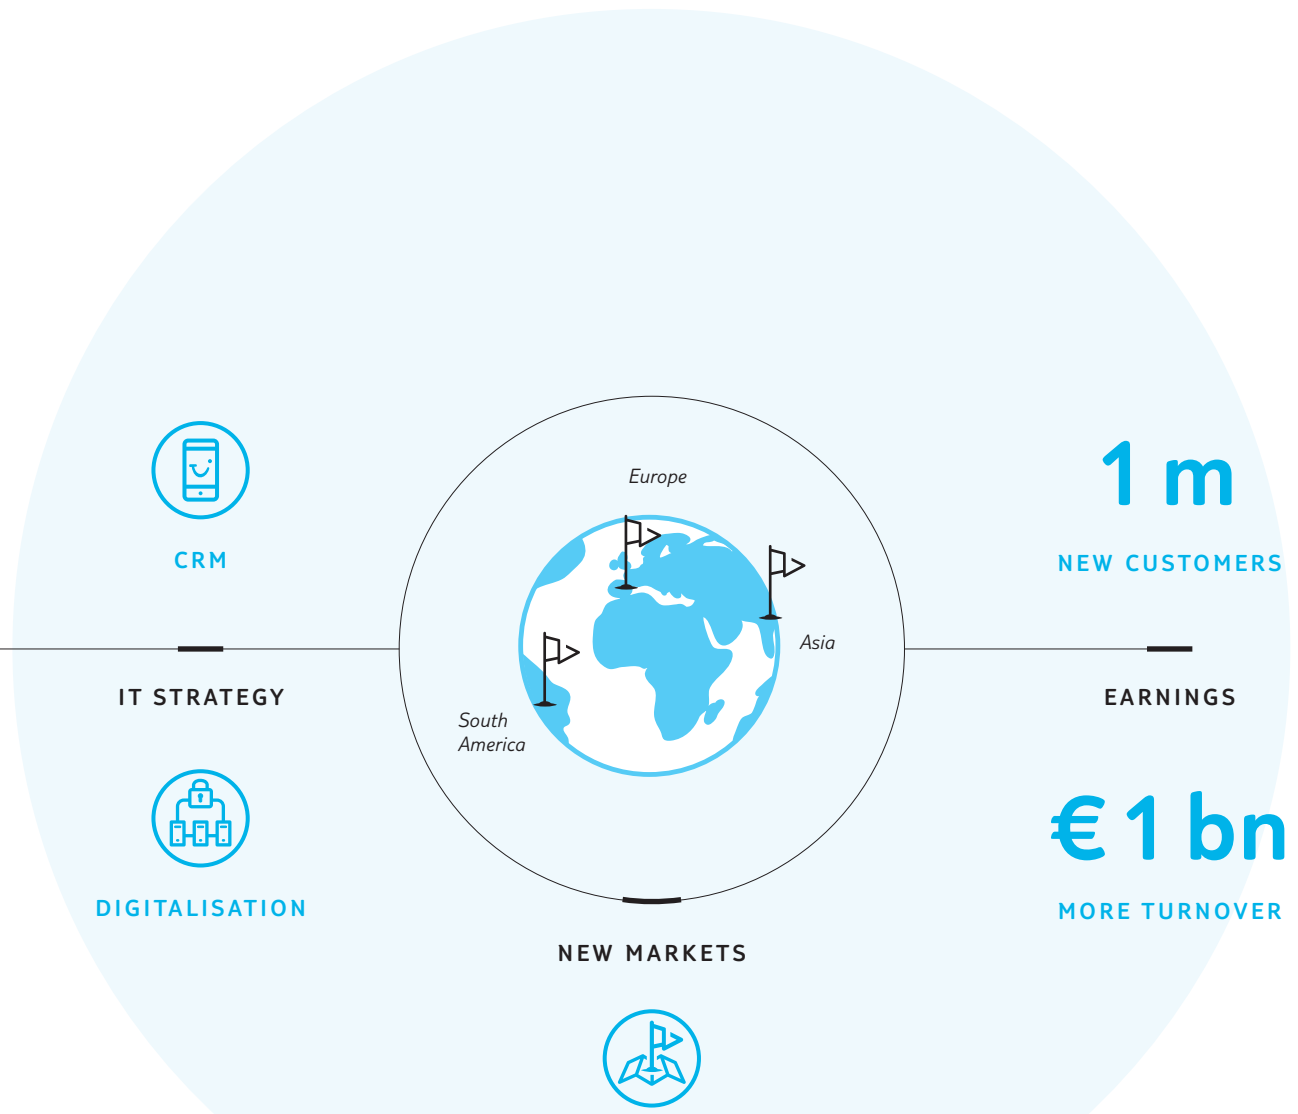 Europe
1 m
CRM
NEW CUSTOMERS
Asia
IT STRATEGY
EARNINGS
South
America
€ 1 bn
DIGITALISATION
MORE TURNOVER
NEW MARKETS